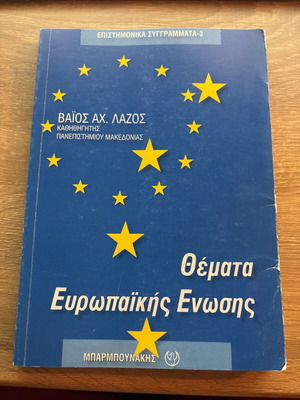 ΕΠΙΣΤΗΜΟΝΙΚΑ ΣΥΓΓΡΑΜΜΑΤΑ-3
ΒΑΪΟΣ ΑΧ. ΛΑΖΟΣ
ΚΑΘΗΓΗΤΗΣ
ΠΑΝΕΠΙΣΤΗΜΙΟΥ ΜΑΚΕΔΟΝΙΑΣ
Θέματα
Ευρωπαϊκής Ενωσης
ΜΠΑΡΜΠΟΥΝΑΚΗΣ